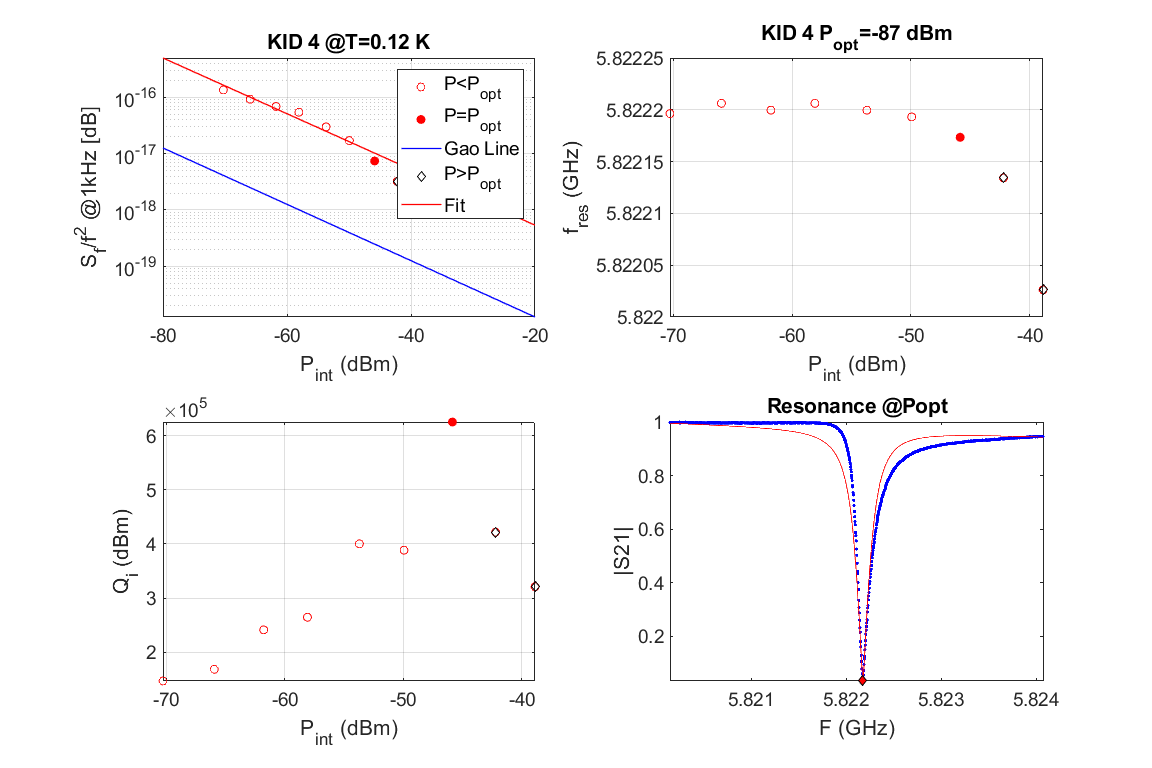 KID 4 @T=0.12 K
S_f/f^2 @1kHz [dB]
10^-16
10^-17
10^-18
10^-19
-80
-60
-40
-20
P_int (dBm)
P<P_opt
P=P_opt
Gao Line
P>P_opt
Fit
KID 4 P_opt=-87 dBm
f_res (GHz)
5.82225
5.8222
5.82215
5.8221
5.82205
5.822
-70
-60
-50
-40
P_int (dBm)
×10^5
Q_i (dBm)
6
5
4
3
2
-70
-60
-50
-40
P_int (dBm)
Resonance @Popt
|S21|
1
0.8
0.6
0.4
0.2
5.821
5.822
5.823
5.824
F (GHz)